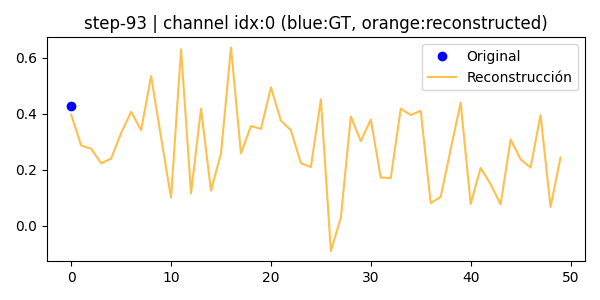 step-93 | channel idx:0 (blue:GT, orange:reconstructed)
Original
Reconstrucción
0.6
0.4
0.2
0.0
0 10 20 30 40 50